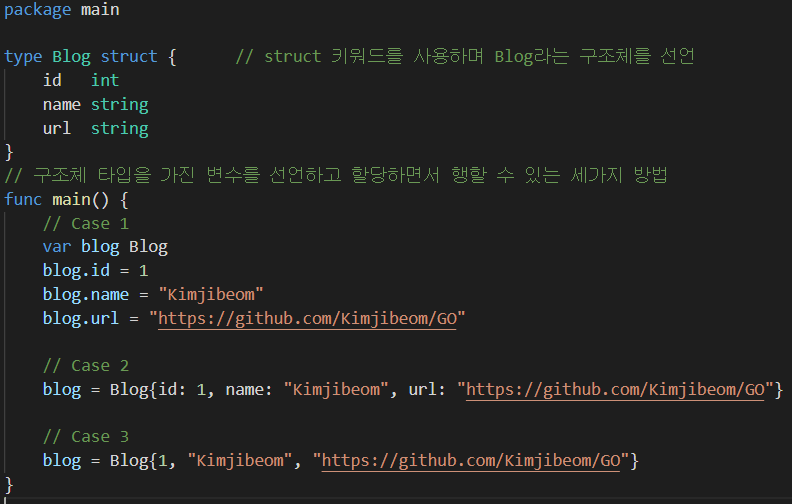 package main
type Blog struct {      // struct 키워드를 사용하며 Blog라는 구조체를 선언
    id   int
    name string
    url  string
}
// 구조체 타입을 가진 변수를 선언하고 할당하면서 행할 수 있는 세가지 방법
func main() {
    // Case 1
    var blog Blog
    blog.id = 1
    blog.name = "Kimjibeom"
    blog.url = "https://github.com/Kimjibeom/GO"
    // Case 2
    blog = Blog{id: 1, name: "Kimjibeom", url: "https://github.com/Kimjibeom/GO"}
    // Case 3
    blog = Blog{1, "Kimjibeom", "https://github.com/Kimjibeom/GO"}
}